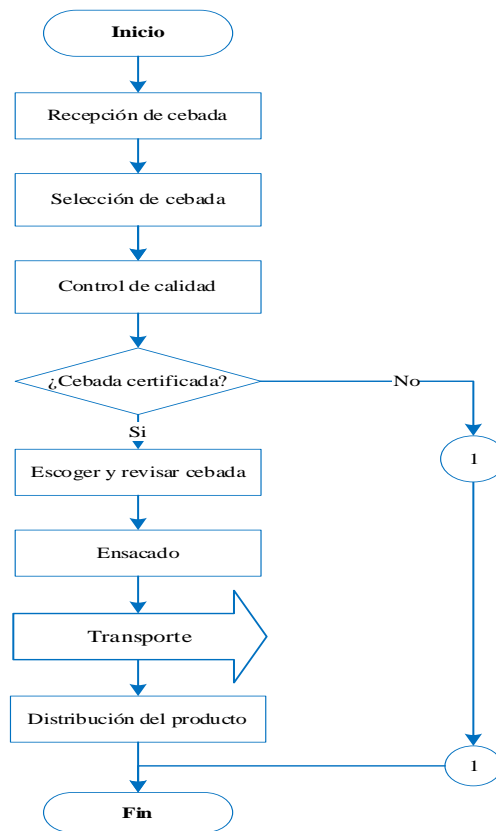 Inicio
Recepción de cebada
Selección de cebada
Control de calidad
¿Cebada certificada?
No
Si
1
Escoger y revisar cebada
Ensacado
Transporte
Distribución del producto
1
Fin